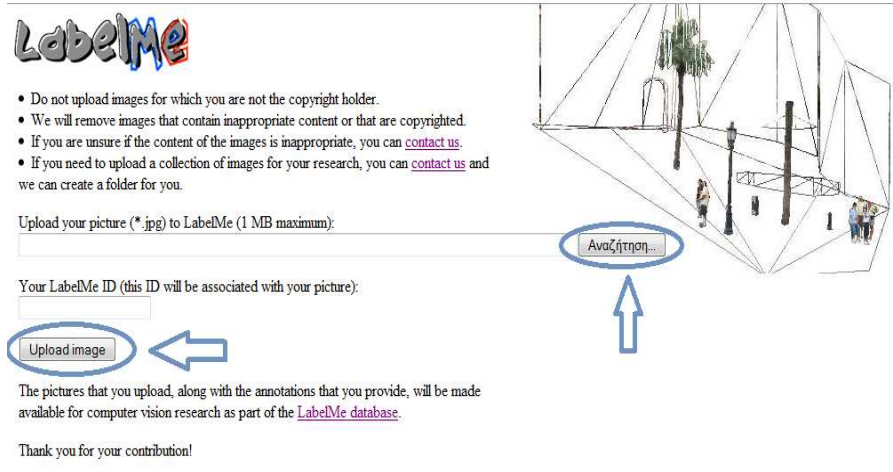 LabelMe
• Do not upload images for which you are not the copyright holder.
• We will remove images that contain inappropriate content or that are copyrighted.
• If you are unsure if the content of the images is inappropriate, you can contact us.
• If you need to upload a collection of images for your research, you can contact us and
we can create a folder for you.
Upload your picture (*.jpg) to LabelMe (1 MB maximum):
Αναζήτηση...
Your LabelMe ID (this ID will be associated with your picture):
Upload image
The pictures that you upload, along with the annotations that you provide, will be made
available for computer vision research as part of the LabelMe database.
Thank you for your contribution!